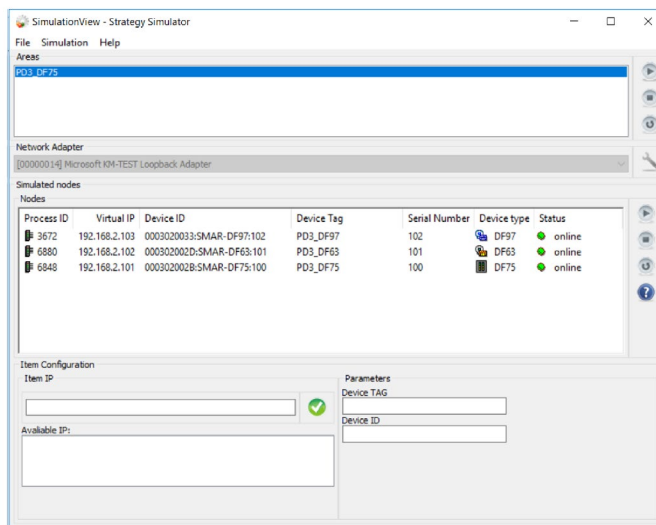 SimulationView - Strategy Simulator
File Simulation Help
Areas
PD3_DF75
Network Adapter
[00000014] Microsoft KM-TEST Loopback Adapter
Simulated nodes
Nodes
Process ID Virtual IP Device ID Device Tag Serial Number Device type Status
3672 192.168.2.103 0003020033:SMAR-DF97:102 PD3_DF97 102 DF97 online
6880 192.168.2.102 000302002D:SMAR-DF63:101 PD3_DF63 101 DF63 online
6848 192.168.2.101 000302002B:SMAR-DF75:100 PD3_DF75 100 DF75 online
Item Configuration
Item IP
Parameters
Device TAG
Device ID
Avaliable IP: